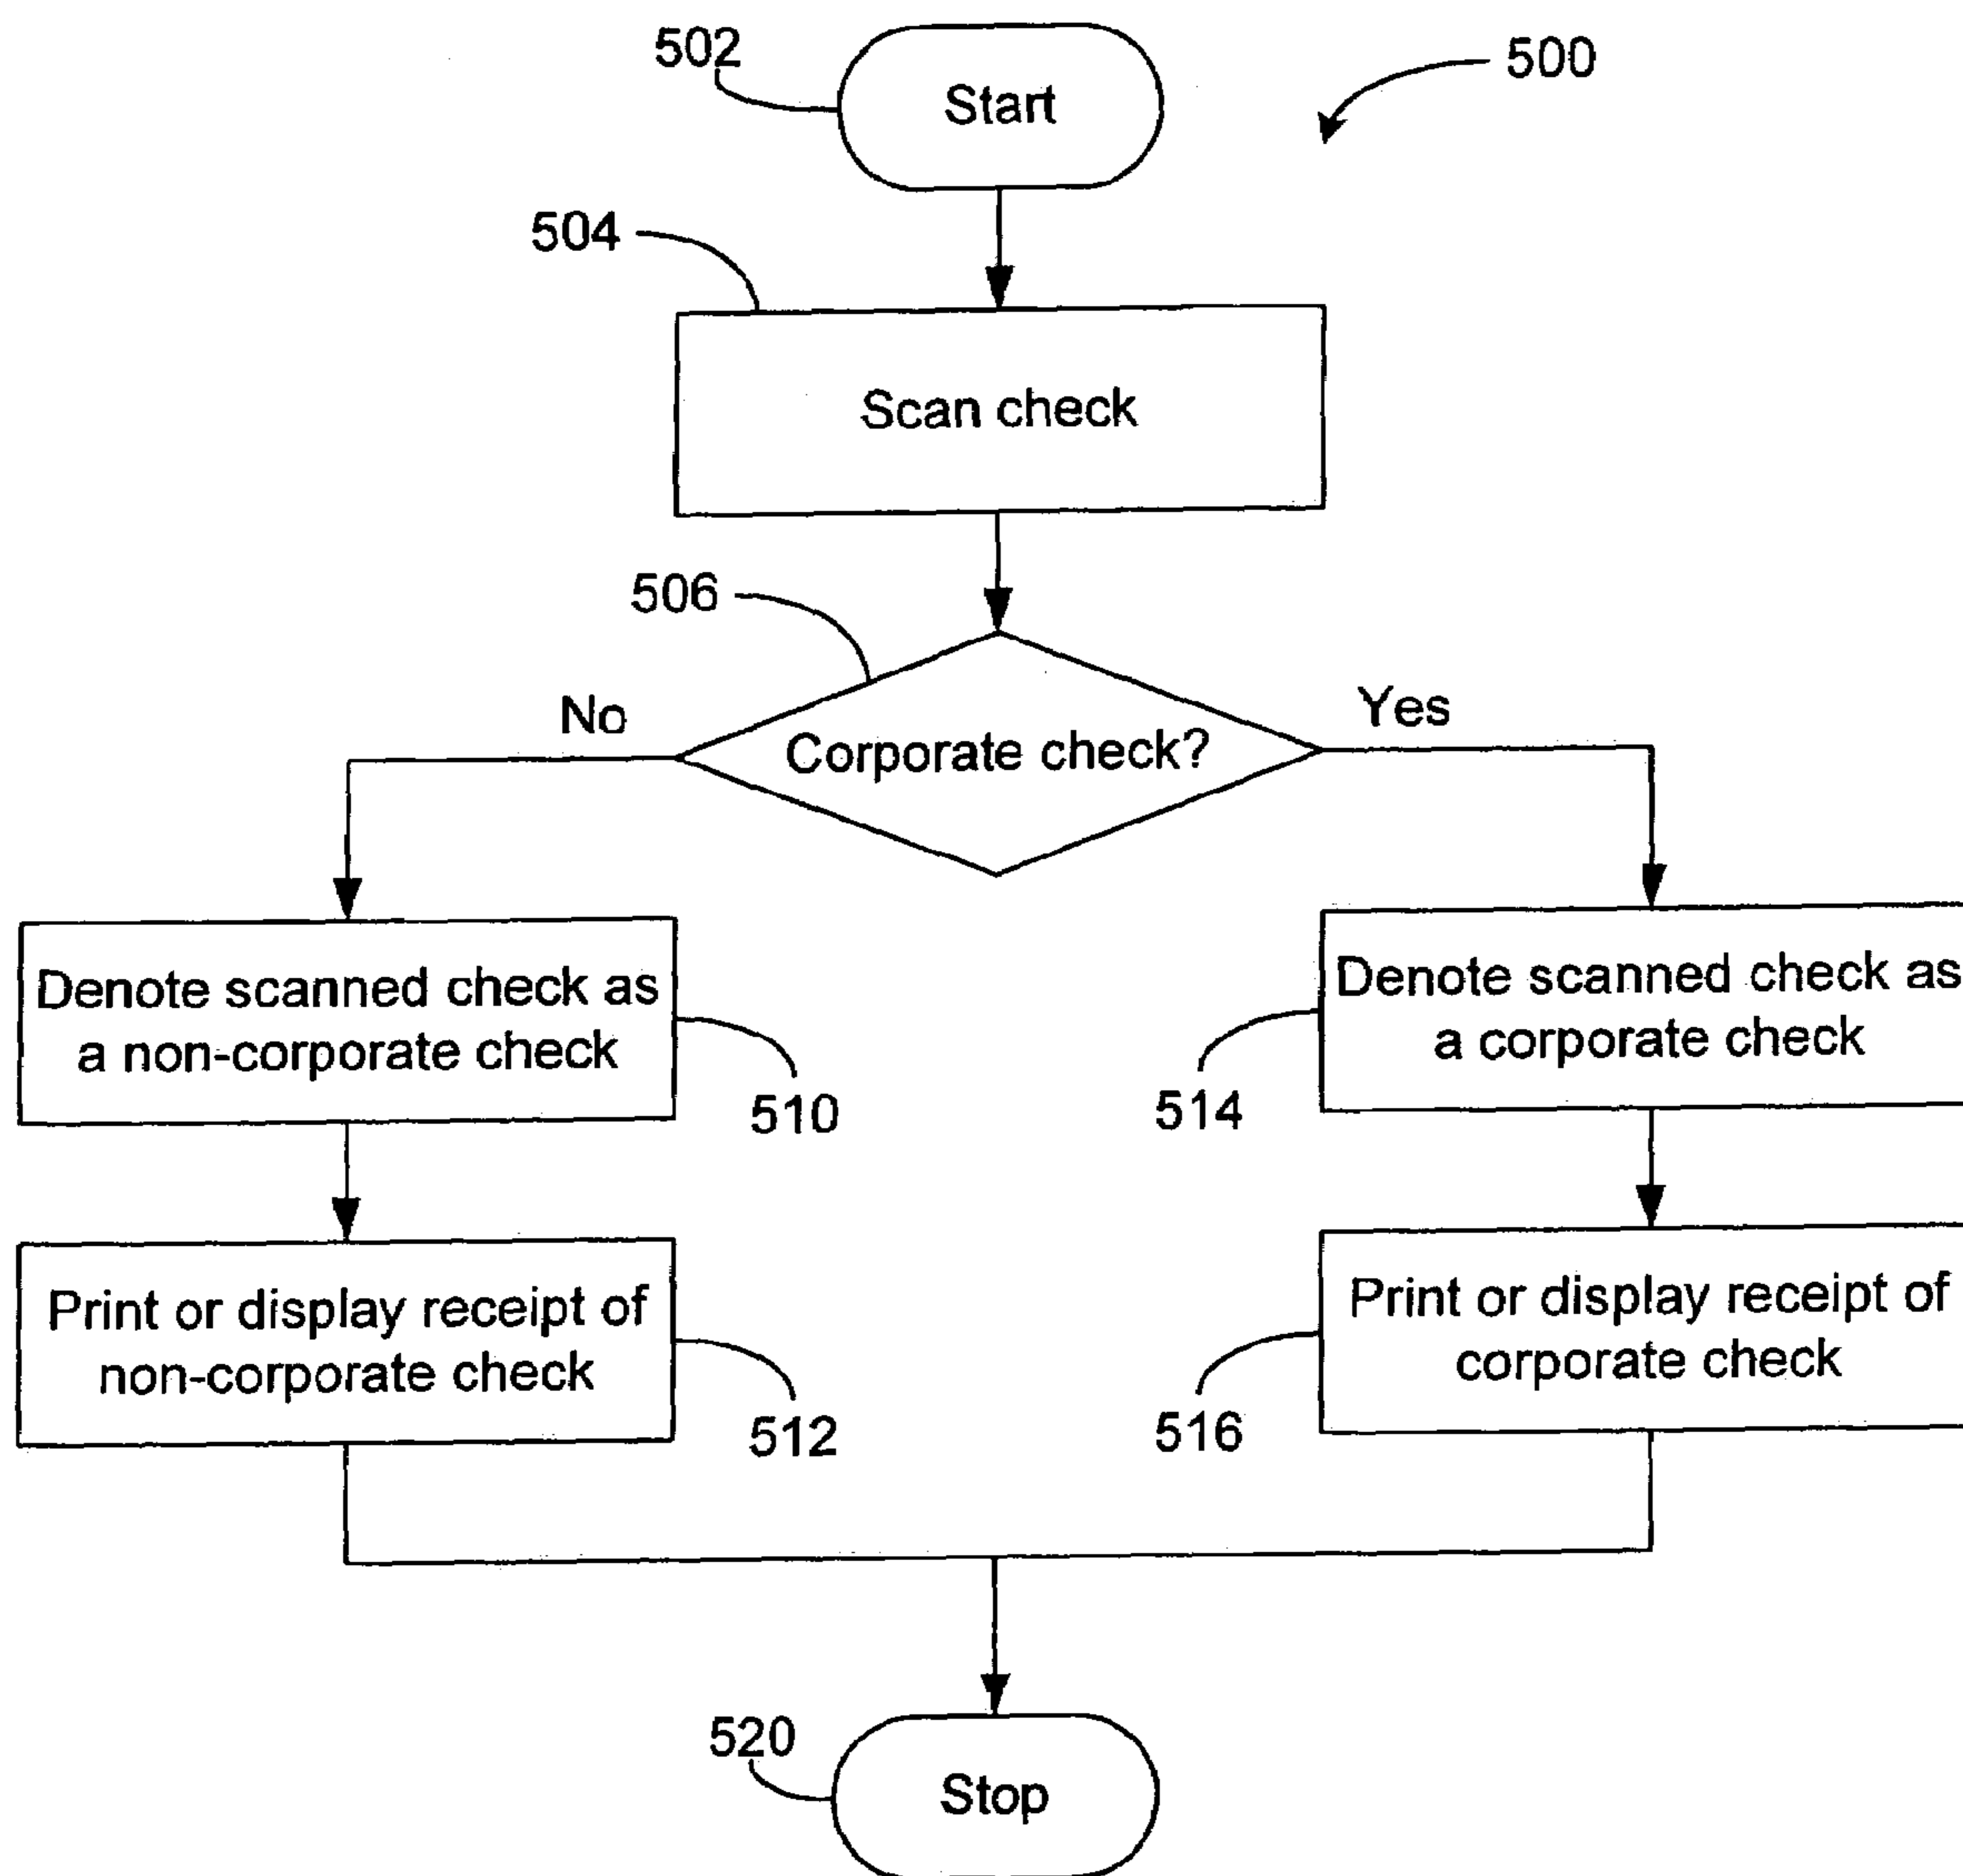 502
Start
500
504
Scan check
506
No
Yes
Corporate check?
Denote scanned check as
a non-corporate check
510
Denote scanned check as
a corporate check
514
Print or display receipt of
non-corporate check
512
Print or display receipt of
corporate check
516
520
Stop